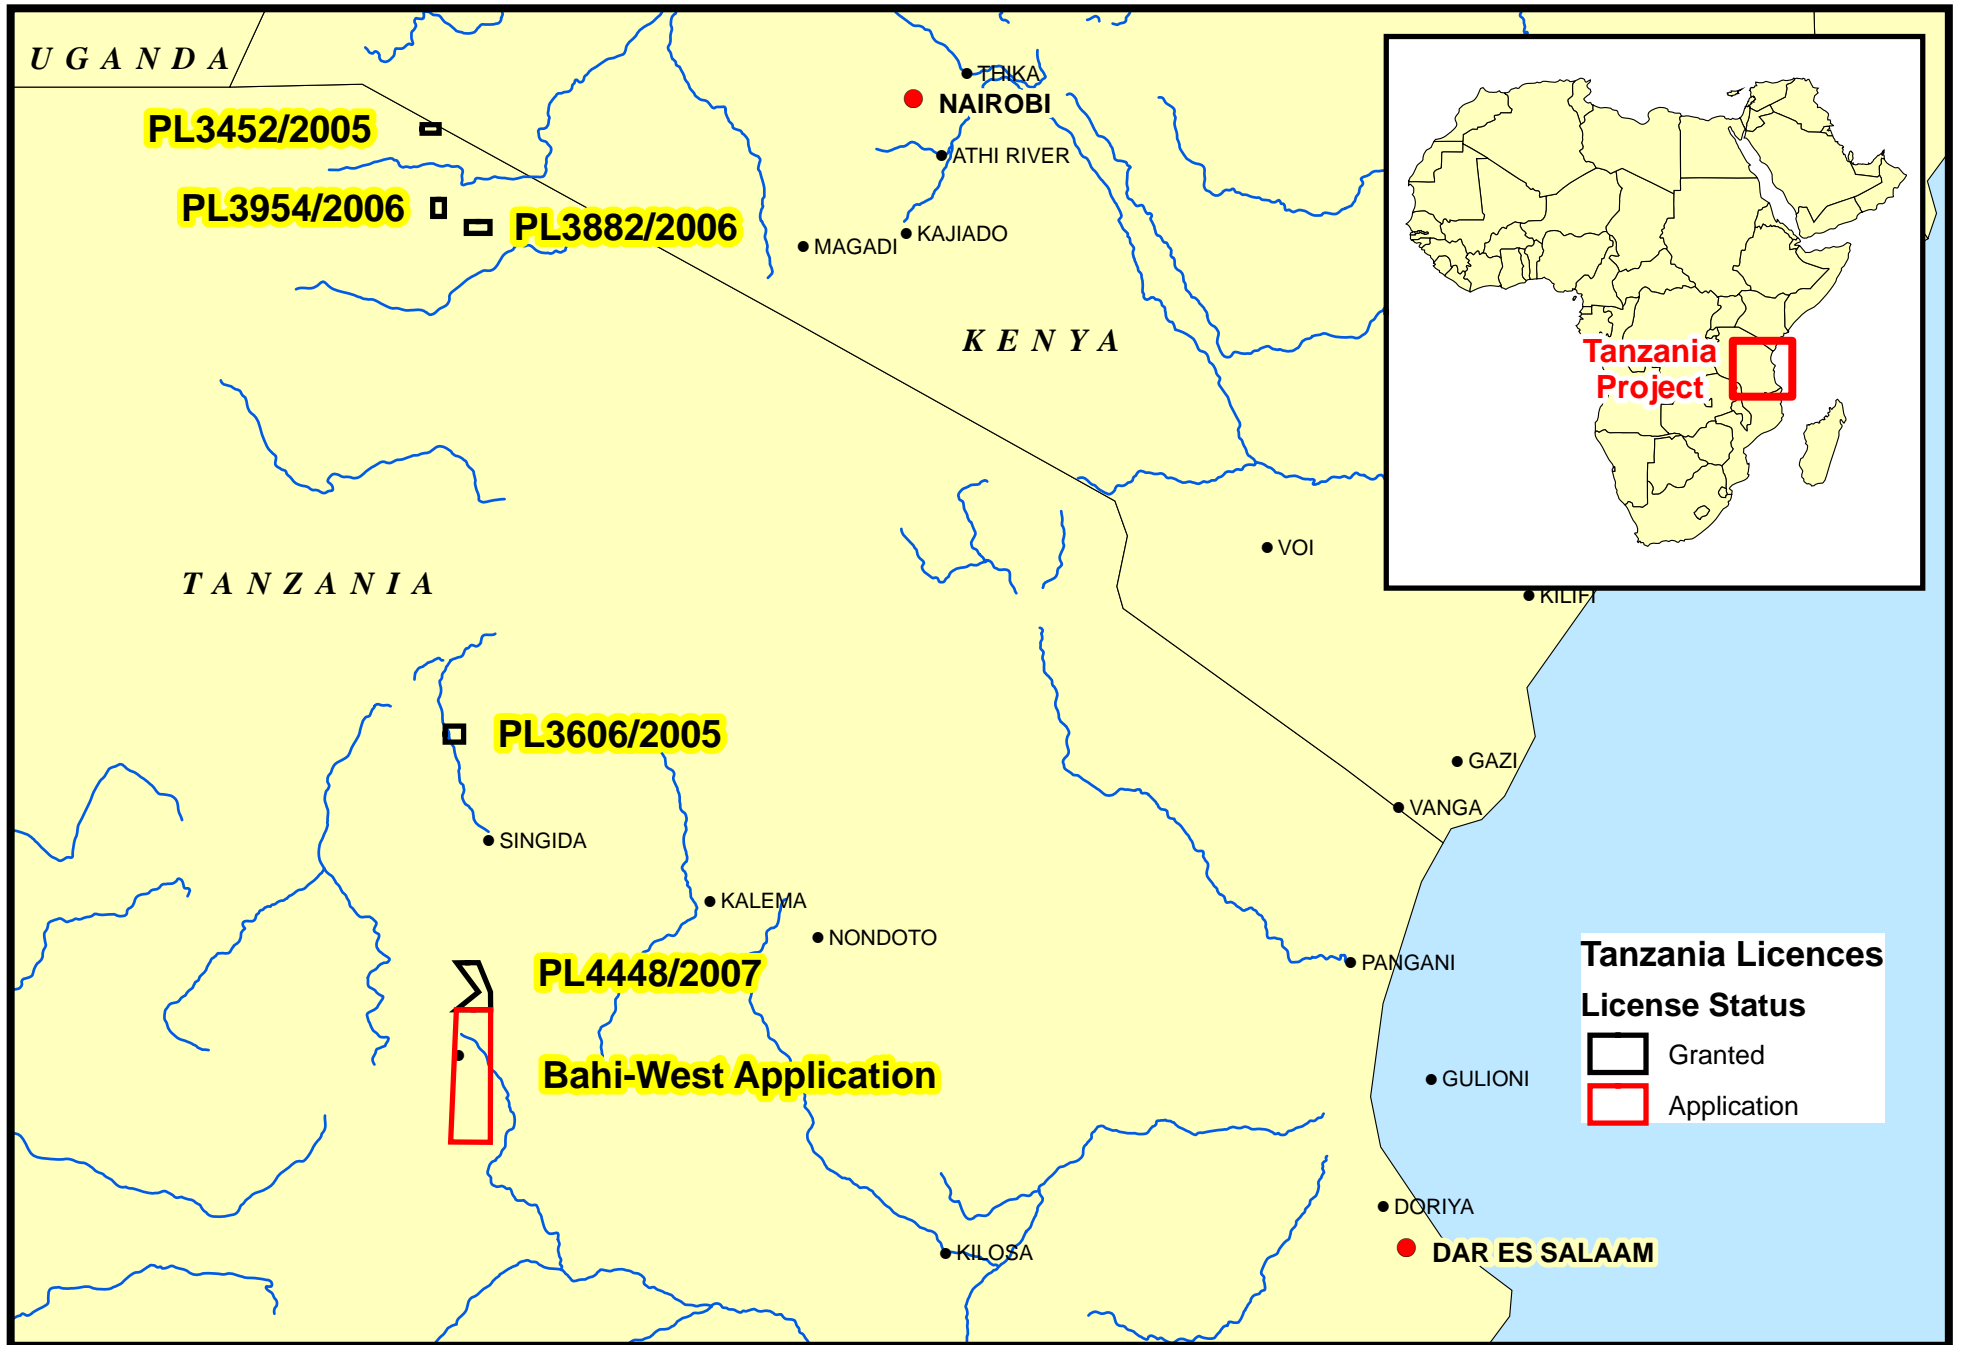 UGANDA
THIKA
NAIROBI
PL3452/2005
ATHI RIVER
PL3954/2006
PL3882/2006
MAGADI
KAJIADO
KENYA
Tanzania
Project
VOI
TANZANIA
KILIFI
PL3606/2005
GAZI
VANGA
SINGIDA
KALEMA
NONDOTO
PL4448/2007
PANGANI
Tanzania Licences
License Status
Granted
Application
Bahi-West Application
GULIONI
DORIYA
KILOSA
DAR ES SALAAM